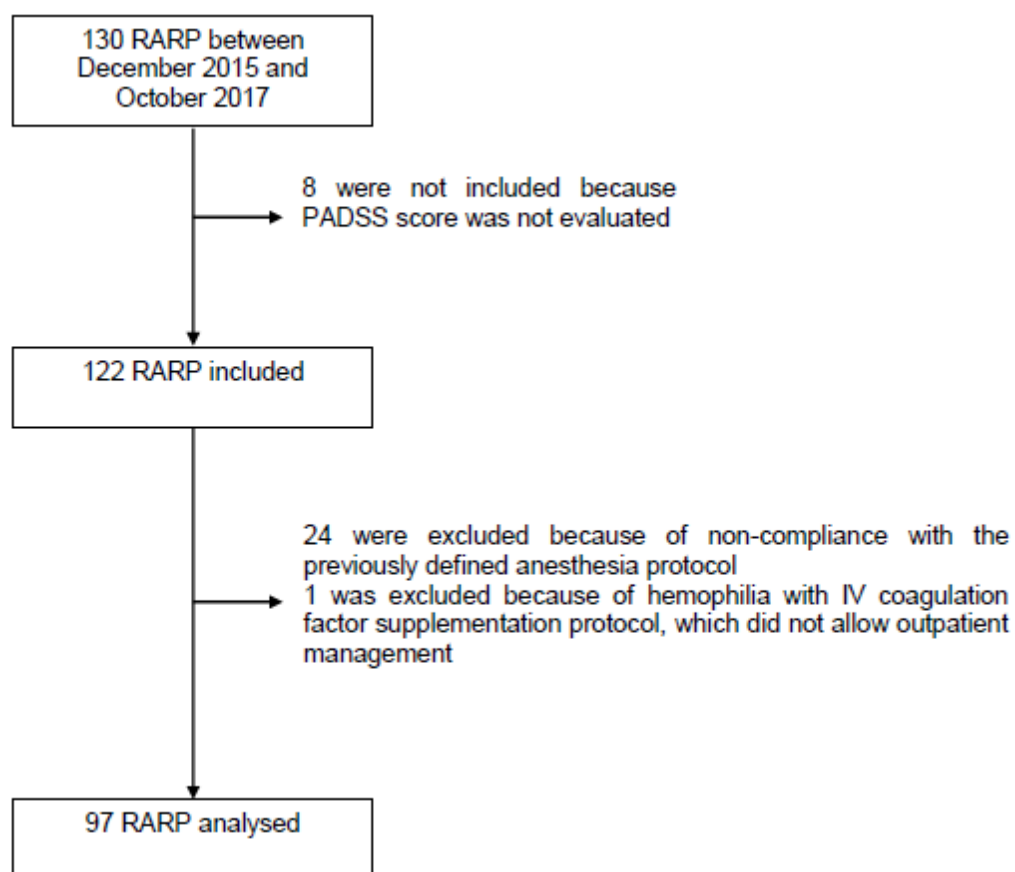 130 RARP between
December 2015 and
October 2017
8 were not included because
PADSS score was not evaluated
122 RARP included
24 were excluded because of non-compliance with the
previously defined anesthesia protocol
1 was excluded because of hemophilia with IV coagulation
factor supplementation protocol, which did not allow outpatient
management
97 RARP analysed